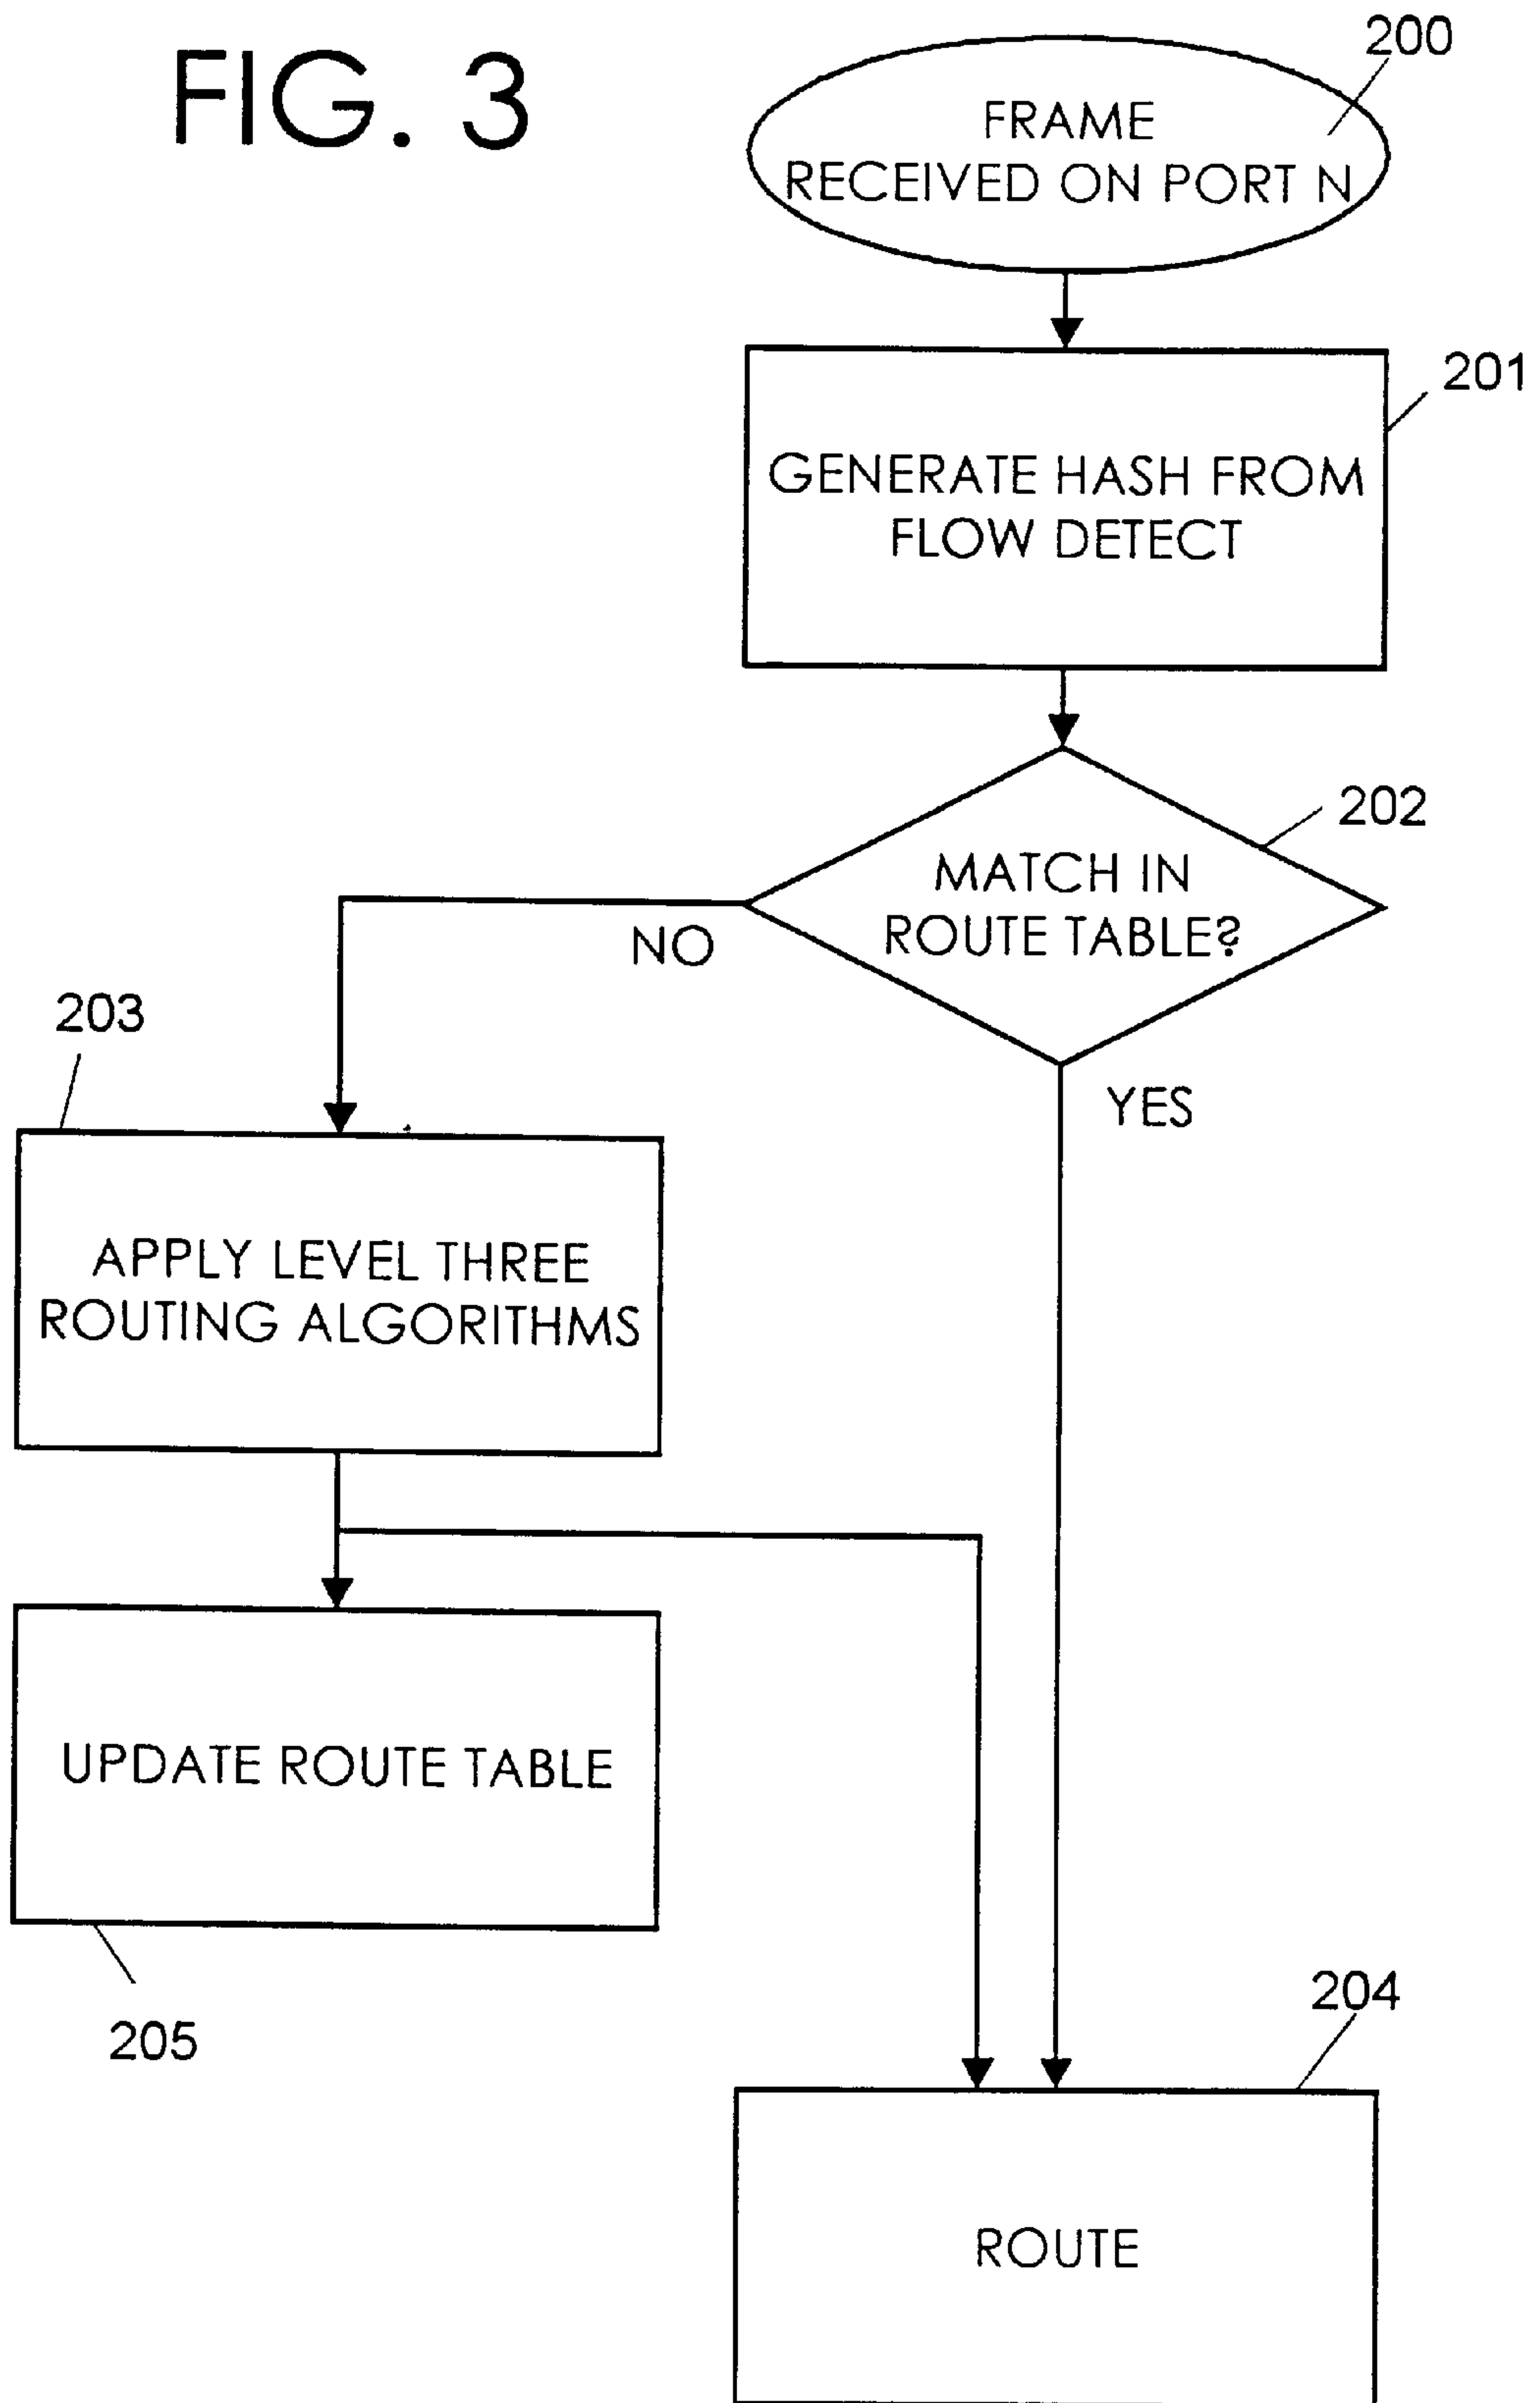 FIG. 3
200
FRAME
RECEIVED ON PORT N
201
GENERATE HASH FROM
FLOW DETECT
202
MATCH IN
ROUTE TABLE?
NO
YES
203
APPLY LEVEL THREE
ROUTING ALGORITHMS
UPDATE ROUTE TABLE
205
204
ROUTE